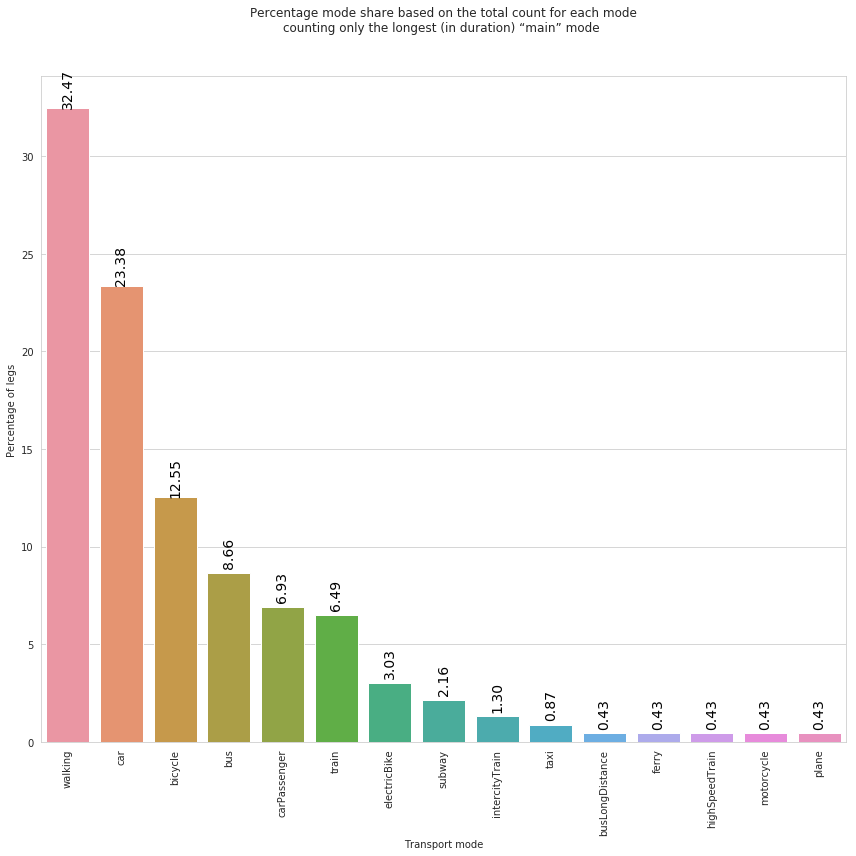 Percentage mode share based on the total count for each mode
counting only the longest (in duration) “main” mode
Percentage of legs
30
25
20
15
10
5
0
32.47
23.38
12.55
8.66
6.93
6.49
3.03
2.16
1.30
0.87
0.43
0.43
0.43
0.43
0.43
walking
car
bicycle
bus
carPassenger
train
electricBike
subway
intercityTrain
taxi
busLongDistance
ferry
highSpeedTrain
motorcycle
plane
Transport mode